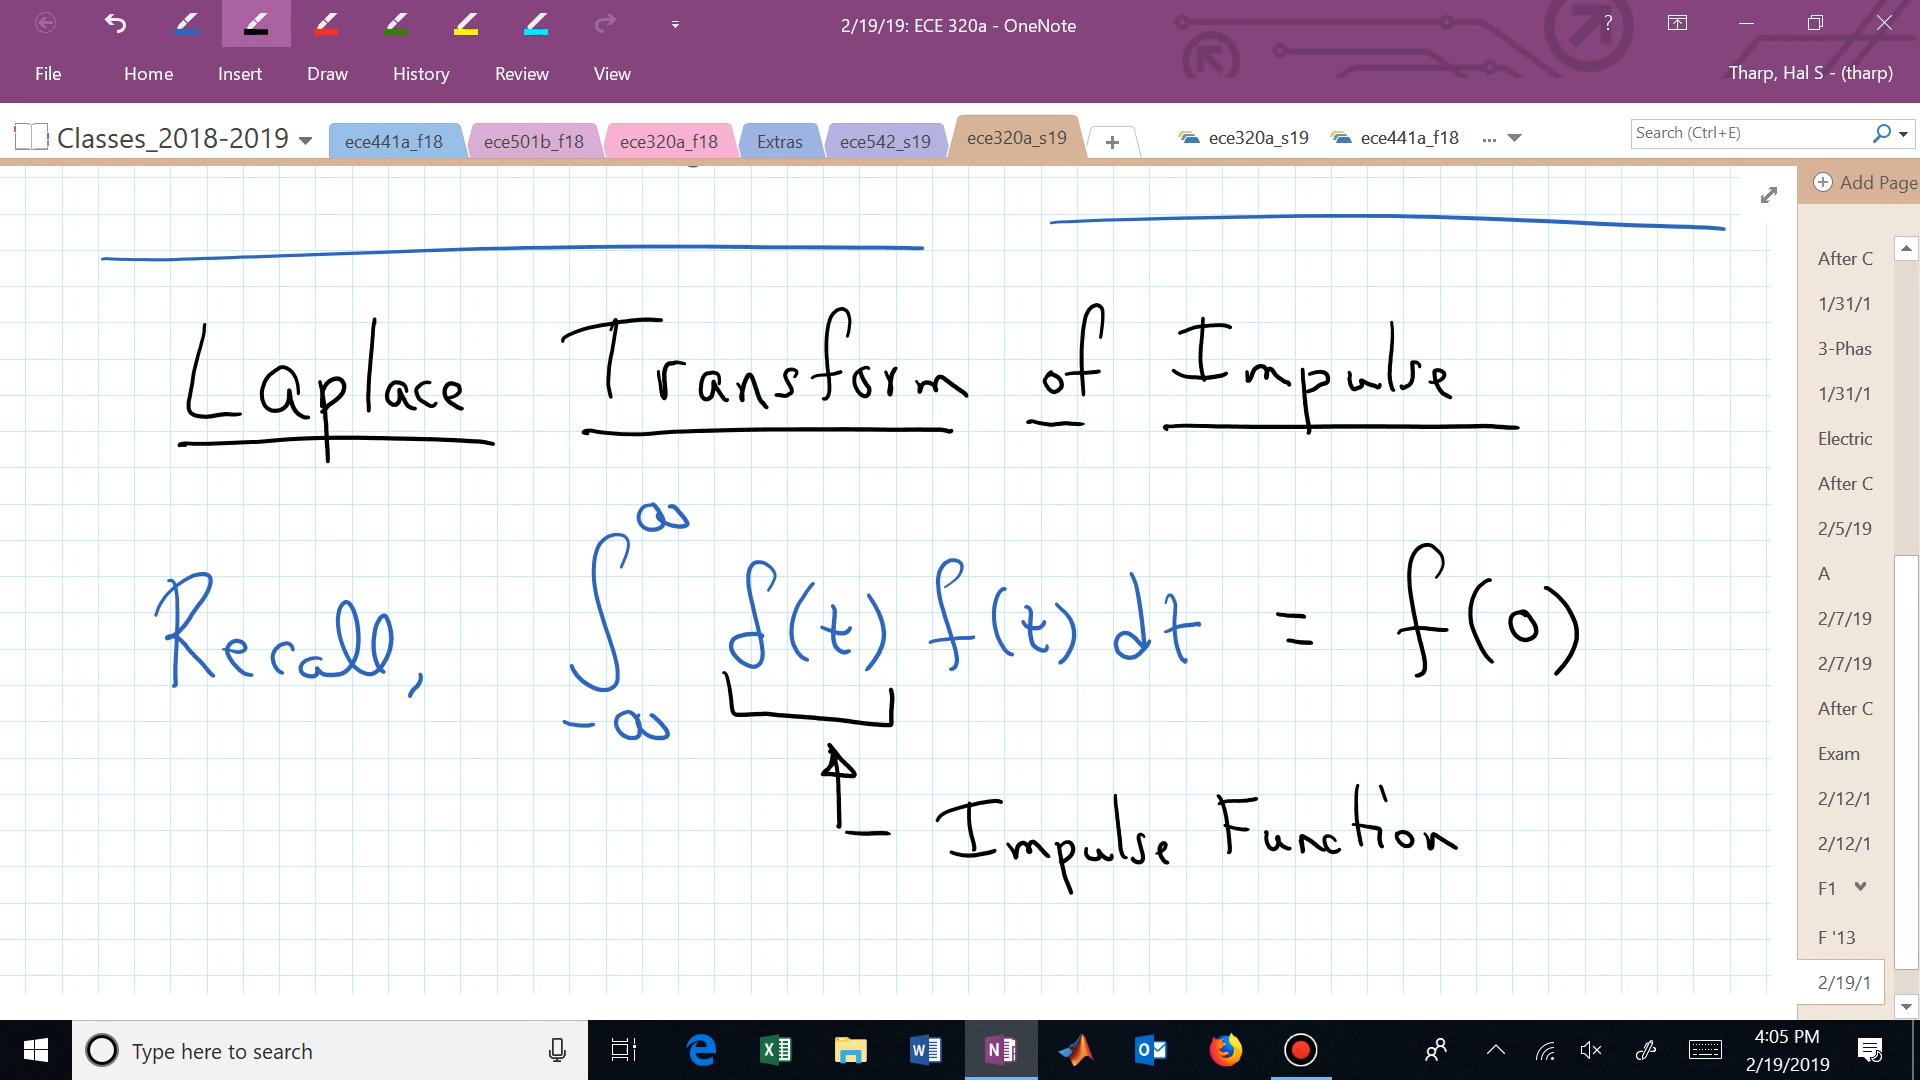 2/19/19: ECE 320a - OneNote
?
File Home Insert Draw History Review View
Tharp, Hal S - (tharp)
Classes_2018-2019
ece441a_f18
ece501b_f18
ece320a_f18
Extras
ece542_s19
ece320a_s19
+
ece320a_s19
ece441a_f18
...
Search (Ctrl+E)
Add Page
Laplace Transform of Impulse
Recall, ∫_{-∞}^{∞} δ(t) f(t) dt = f(0)
Impulse Function
After C
1/31/1
3-Phas
1/31/1
Electric
After C
2/5/19
A
2/7/19
2/7/19
After C
Exam
2/12/1
2/12/1
F1
F '13
2/19/1
Type here to search
4:05 PM
2/19/2019